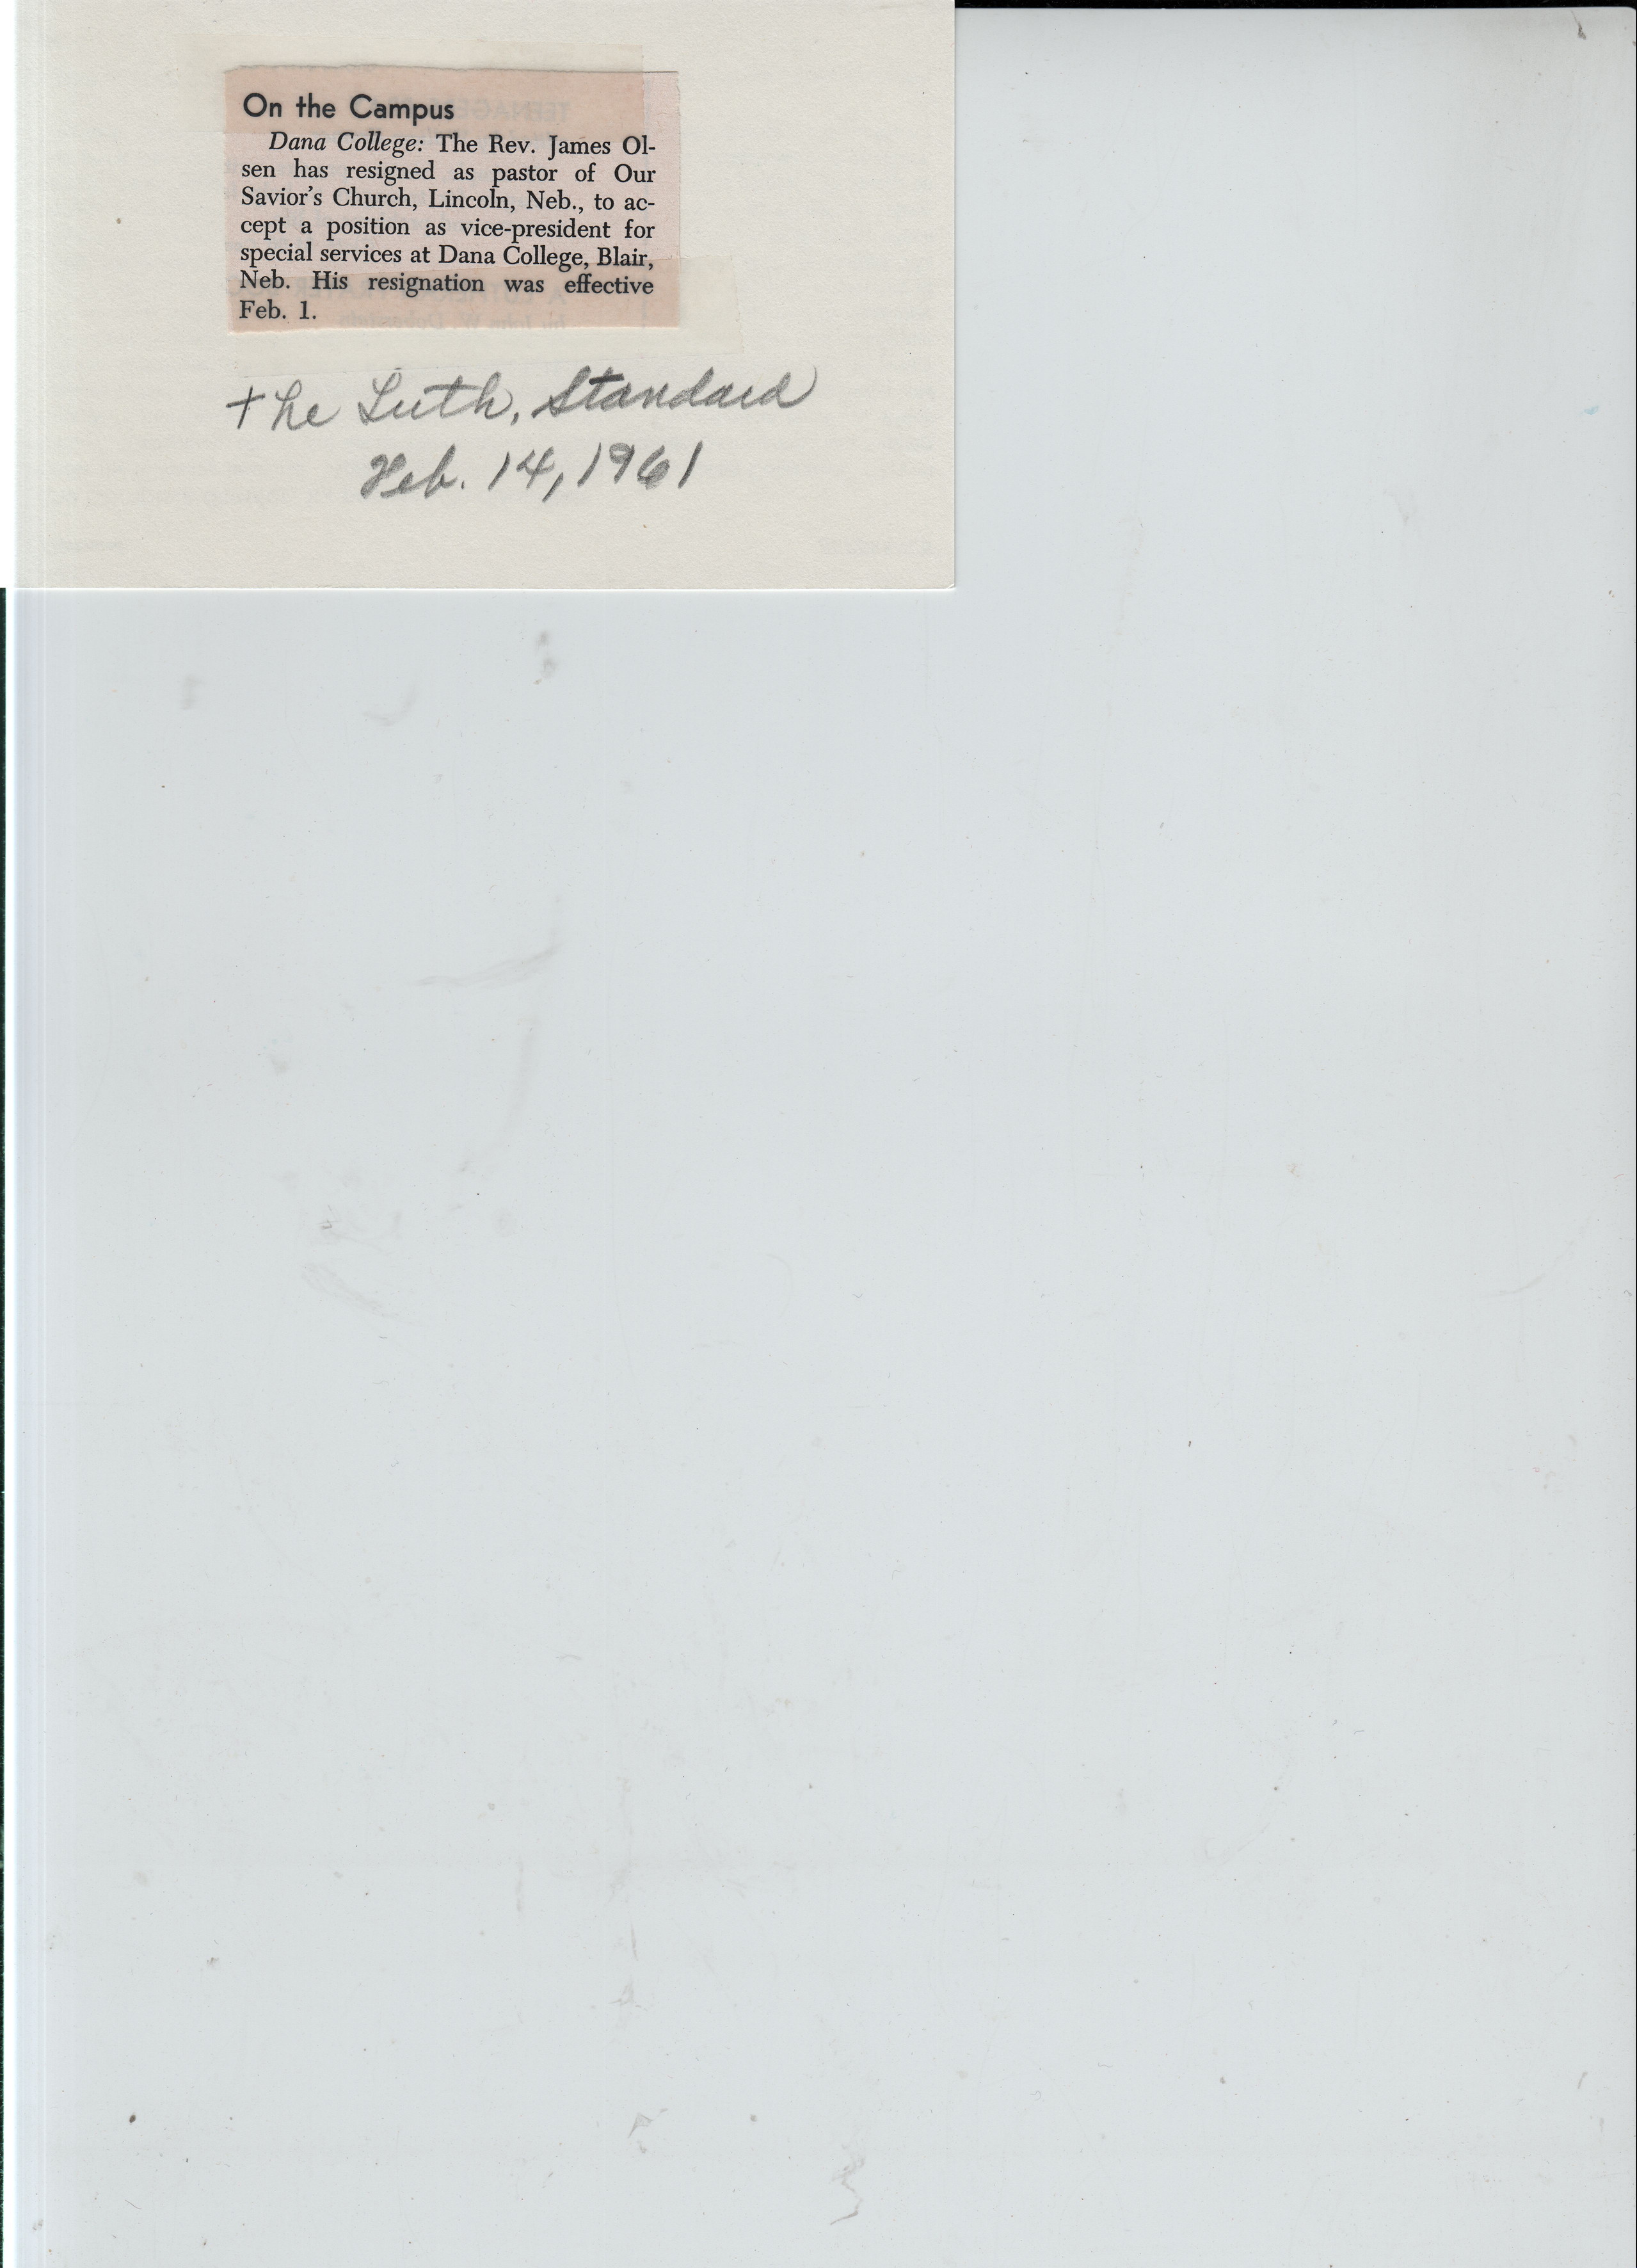 On the Campus
Dana College: The Rev. James Ol-
sen has resigned as pastor of Our
Savior's Church, Lincoln, Neb., to ac-
cept a position as vice-president for
special services at Dana College, Blair,
Neb. His resignation was effective
Feb. 1.
the Luth. Standard
Feb. 14, 1961